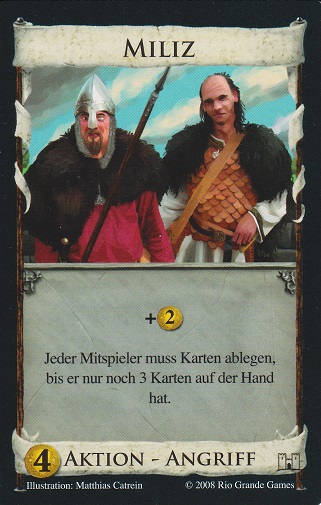 Miliz
+2
Jeder Mitspieler muss Karten ablegen,
bis er nur noch 3 Karten auf der Hand
hat.
4 Aktion - Angriff
Illustration: Matthias Catrein © 2008 Rio Grande Games